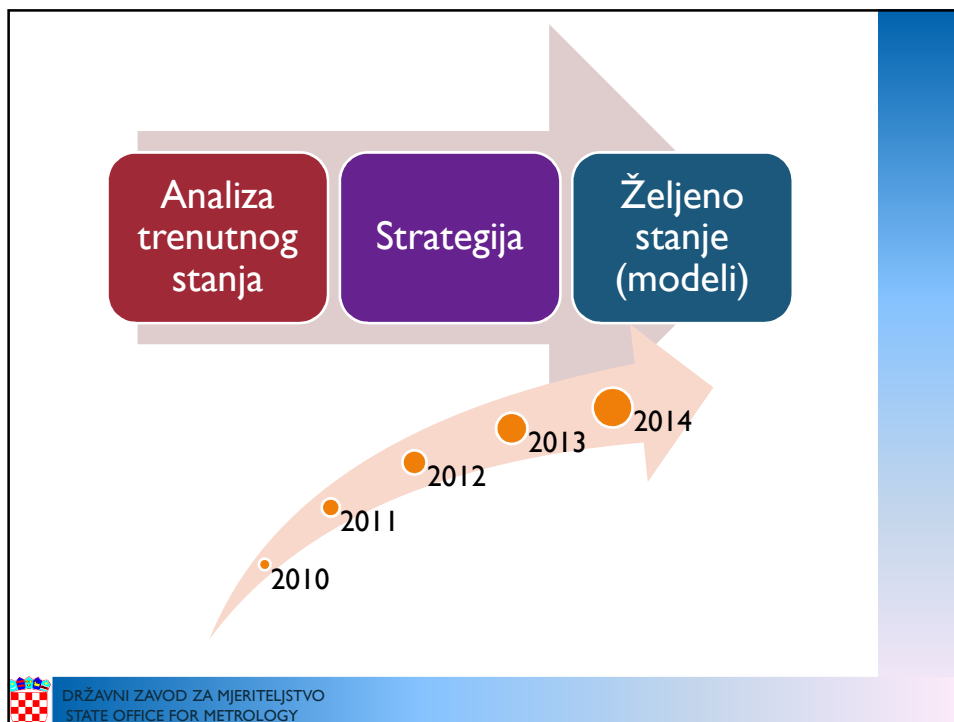 Analiza
trenutnog
stanja
Strategija
Željeno
stanje
(modeli)
2010
2011
2012
2013
2014
DRŽAVNI ZAVOD ZA MJERITELJSTVO
STATE OFFICE FOR METROLOGY